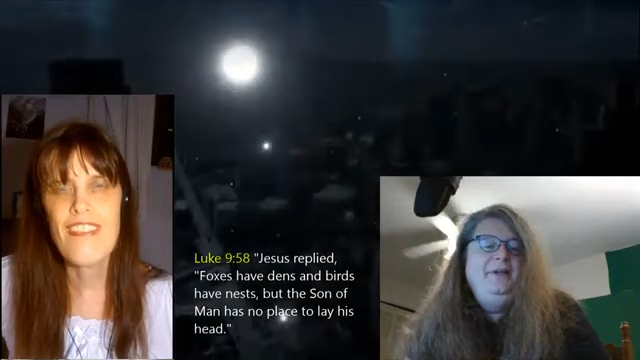 Luke 9:58 "Jesus replied,
"Foxes have dens and birds
have nests, but the Son of
Man has no place to lay his
head."